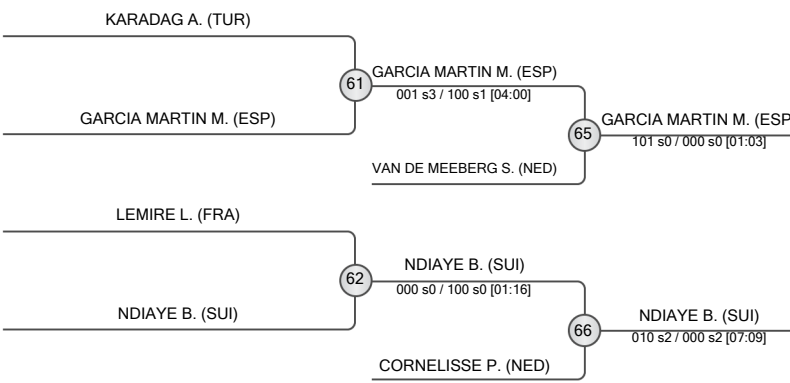 KARADAG A. (TUR)
61
GARCIA MARTIN M. (ESP)
001 s3 / 100 s1 [04:00]
GARCIA MARTIN M. (ESP)
65
GARCIA MARTIN M. (ESP
101 s0 / 000 s0 [01:03]
VAN DE MEEBERG S. (NED)
LEMIRE L. (FRA)
62
NDIAYE B. (SUI)
000 s0 / 100 s0 [01:16]
NDIAYE B. (SUI)
66
NDIAYE B. (SUI)
010 s2 / 000 s2 [07:09]
CORNELISSE P. (NED)